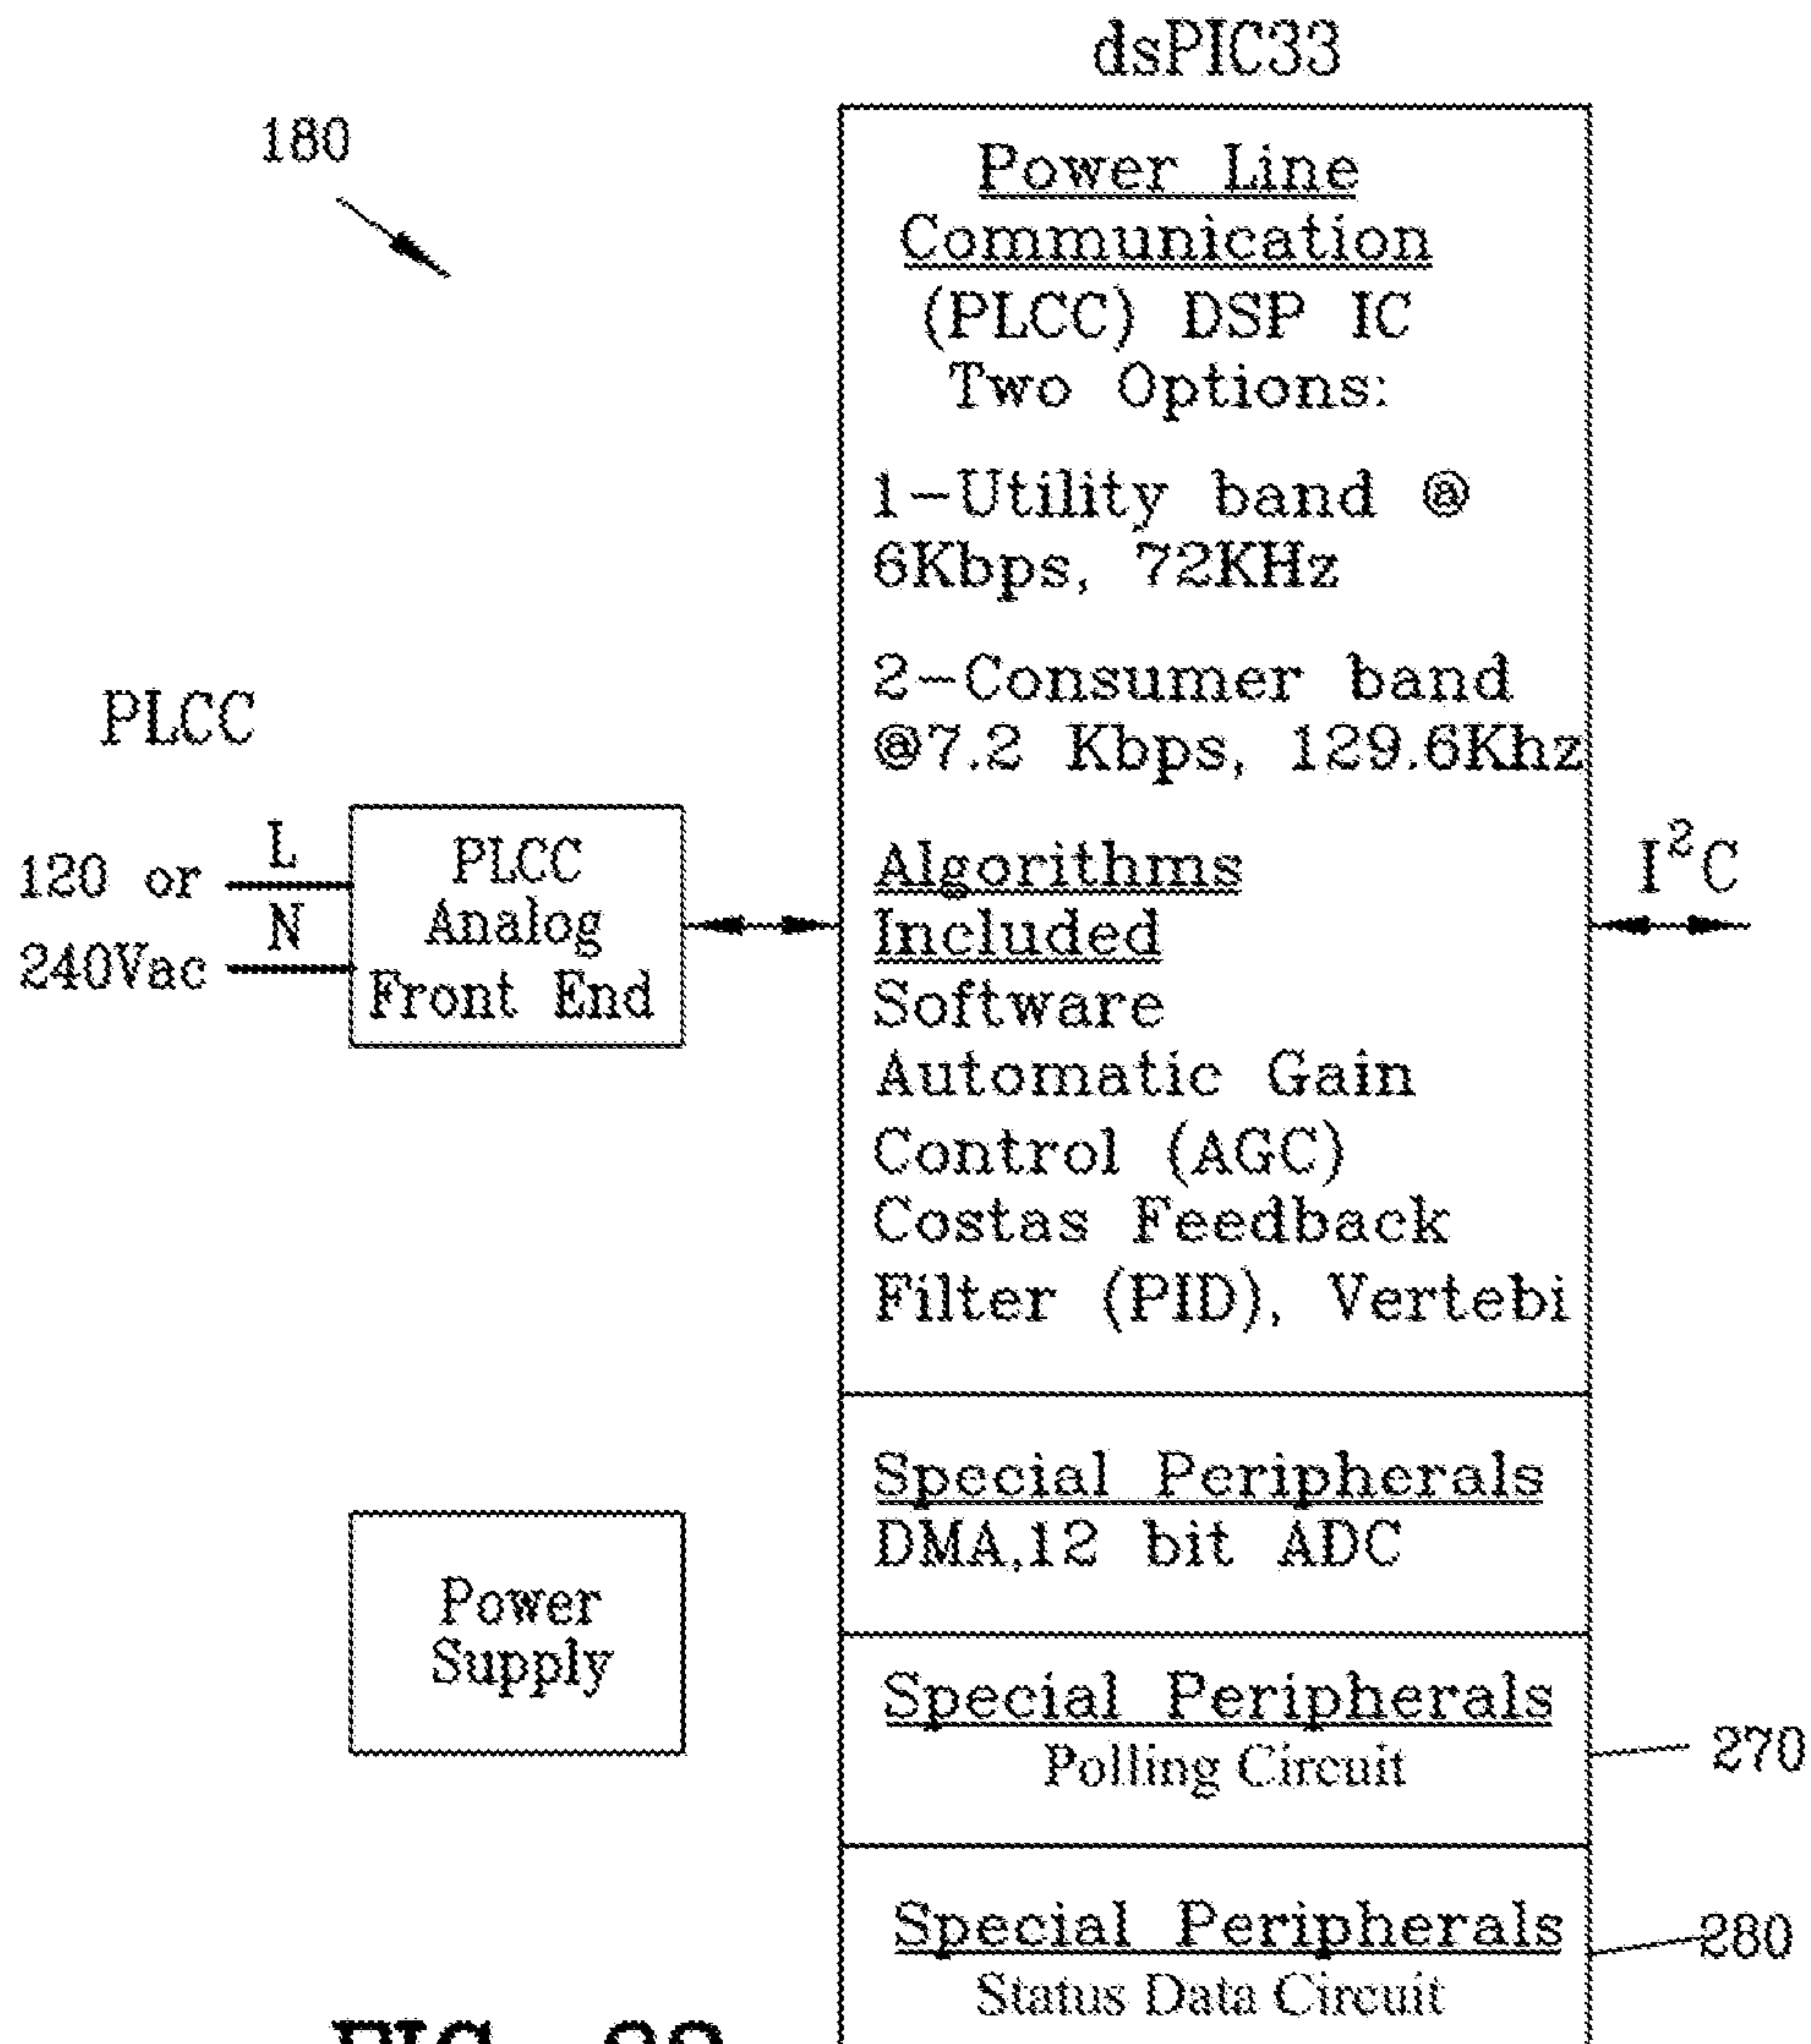 dsPIC33
180
Power Line
Communication
(PLCC) DSP IC
Two Options:
1-Utility band @
6Kbps, 72KHz
2-Consumer band
@7.2 Kbps, 129.6Khz
Algorithms
Included
Software
Automatic Gain
Control (AGC)
Costas Feedback
Filter (PID), Vertebi
PLCC
120 or
240Vac
L
N
PLCC
Analog
Front End
I²C
Special Peripherals
DMA,12 bit ADC
Power
Supply
Special Peripherals
Polling Circuit
270
Special Peripherals
Status Data Circuit
280
FIG.